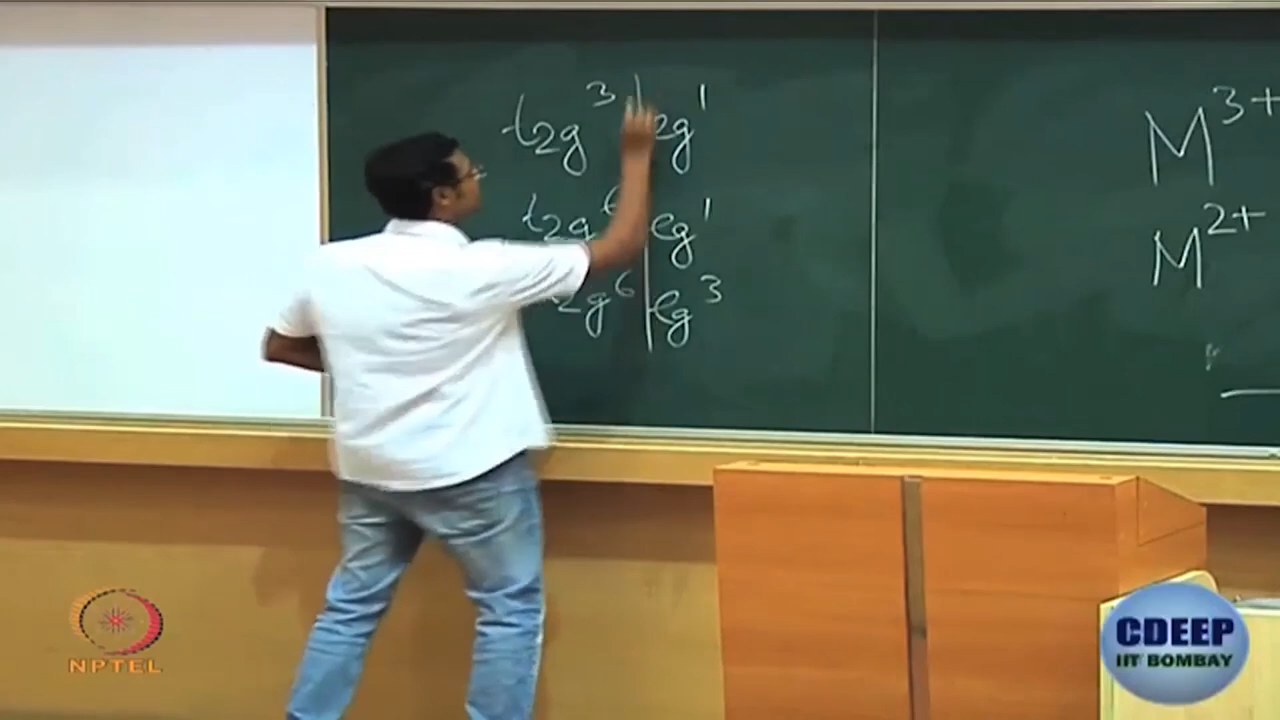 t2g³ | eg¹
t2g⁶ | eg¹
t2g⁶ | eg³
M³⁺
M²⁺
NPTEL
CDEEP
IIT BOMBAY